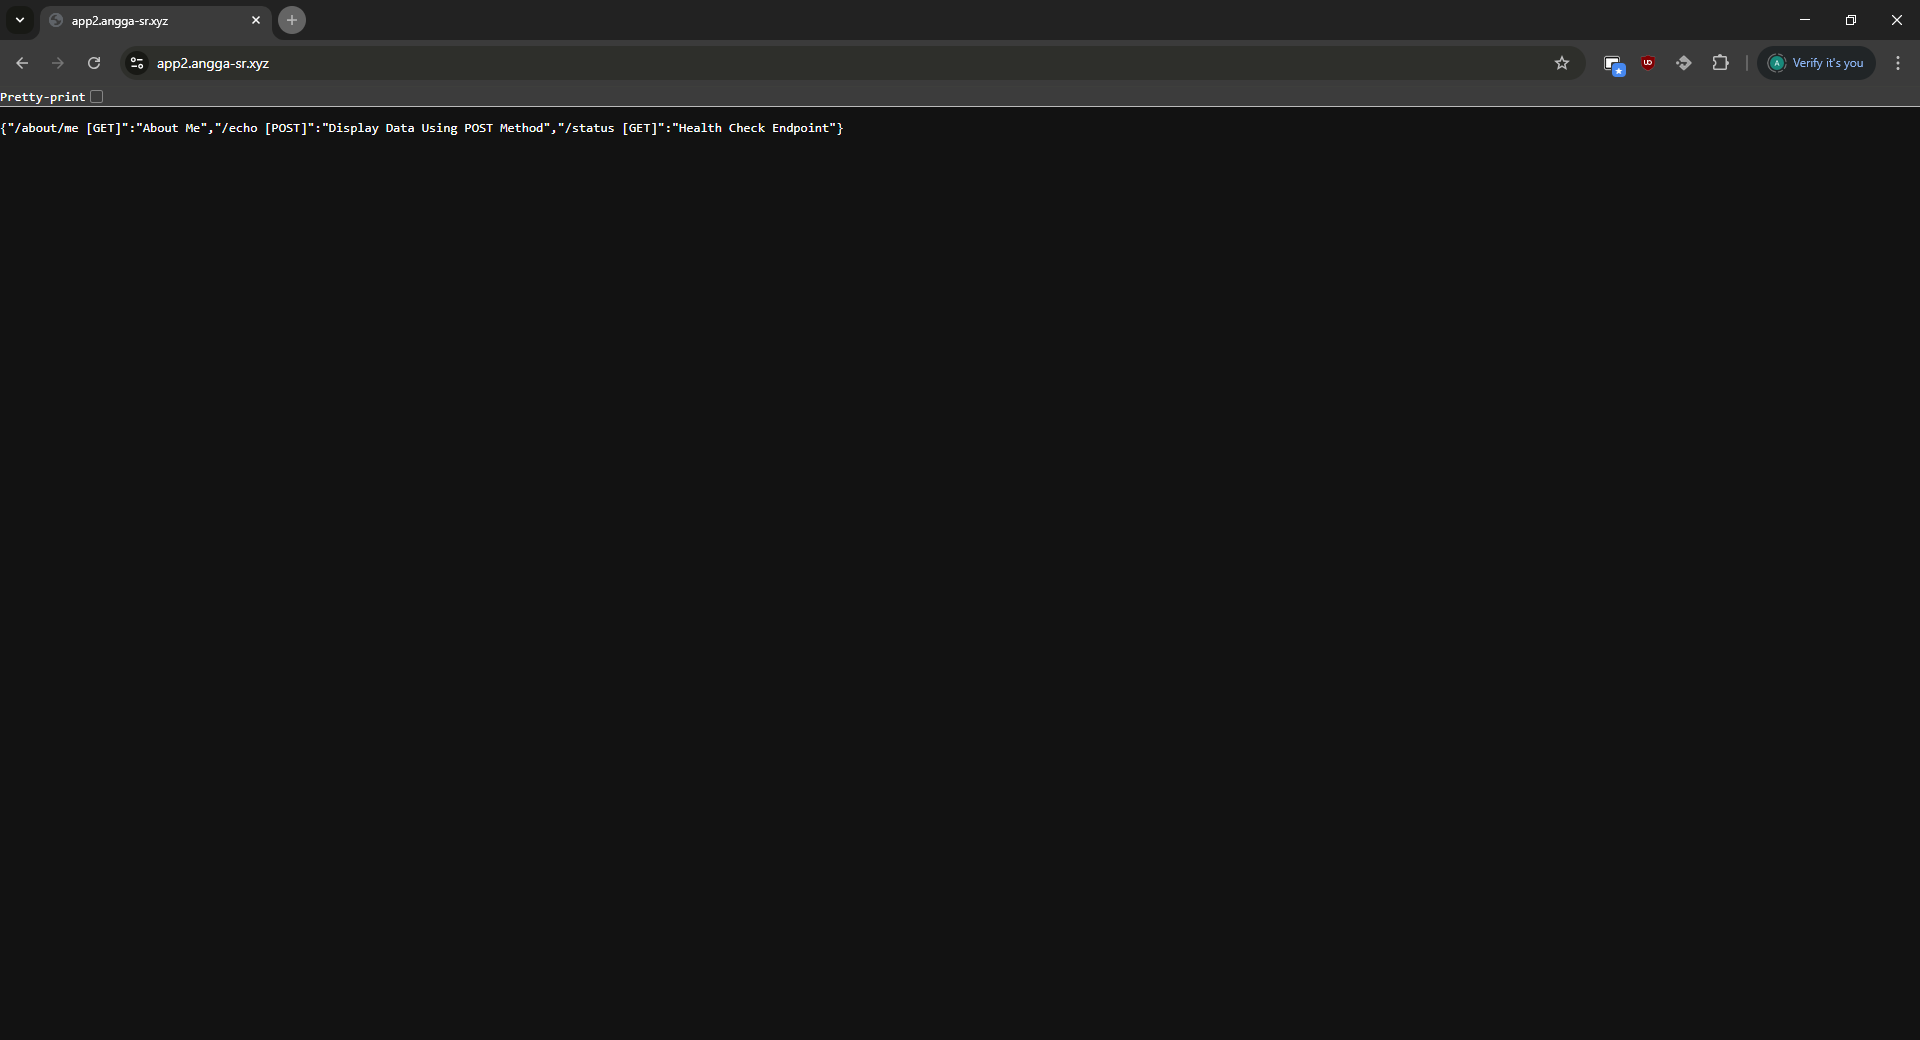 app2.angga-sr.xyz
app2.angga-sr.xyz
A Verify it's you
Pretty-print
{"/about/me [GET]":"About Me","/echo [POST]":"Display Data Using POST Method","/status [GET]":"Health Check Endpoint"}